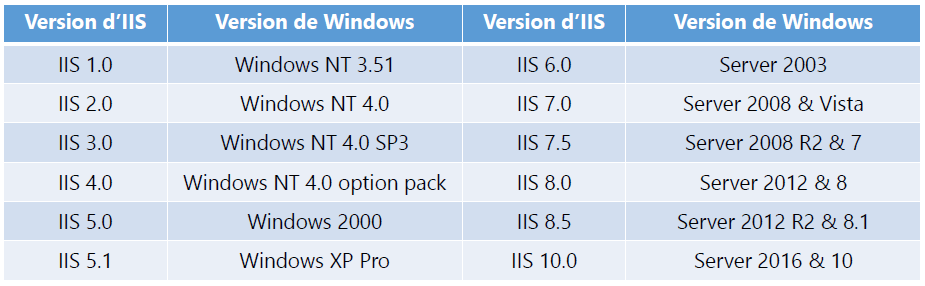 Version d’IIS Version de Windows Version d’IIS Version de Windows
IIS 1.0 Windows NT 3.51 IIS 6.0 Server 2003
IIS 2.0 Windows NT 4.0 IIS 7.0 Server 2008 & Vista
IIS 3.0 Windows NT 4.0 SP3 IIS 7.5 Server 2008 R2 & 7
IIS 4.0 Windows NT 4.0 option pack IIS 8.0 Server 2012 & 8
IIS 5.0 Windows 2000 IIS 8.5 Server 2012 R2 & 8.1
IIS 5.1 Windows XP Pro IIS 10.0 Server 2016 & 10